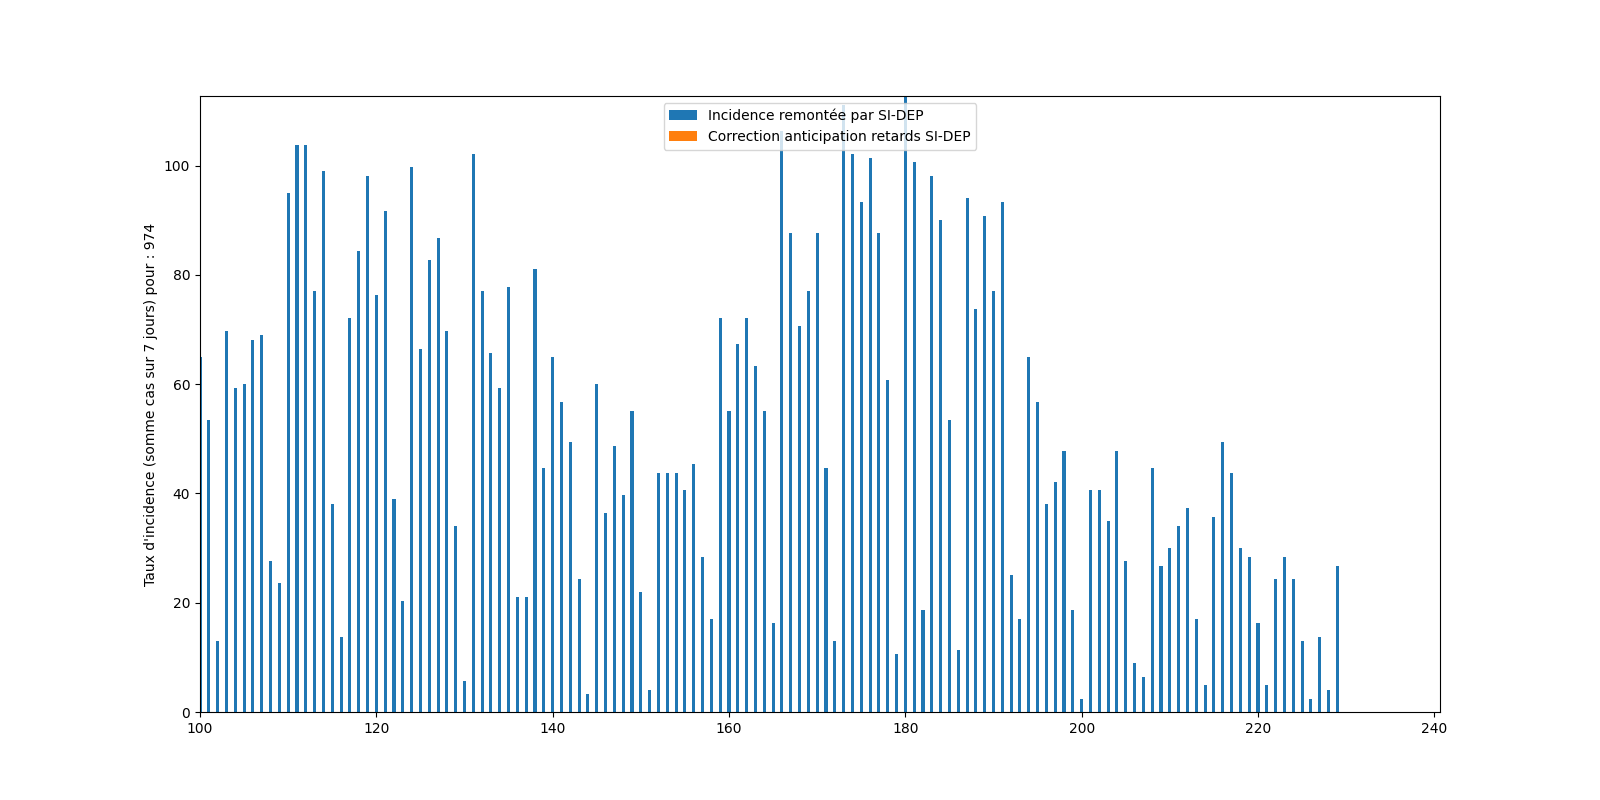 Incidence remontée par SI-DEP
Correction anticipation retards SI-DEP
Taux d'incidence (somme cas sur 7 jours) pour : 974
100
80
60
40
20
0
100 120 140 160 180 200 220 240